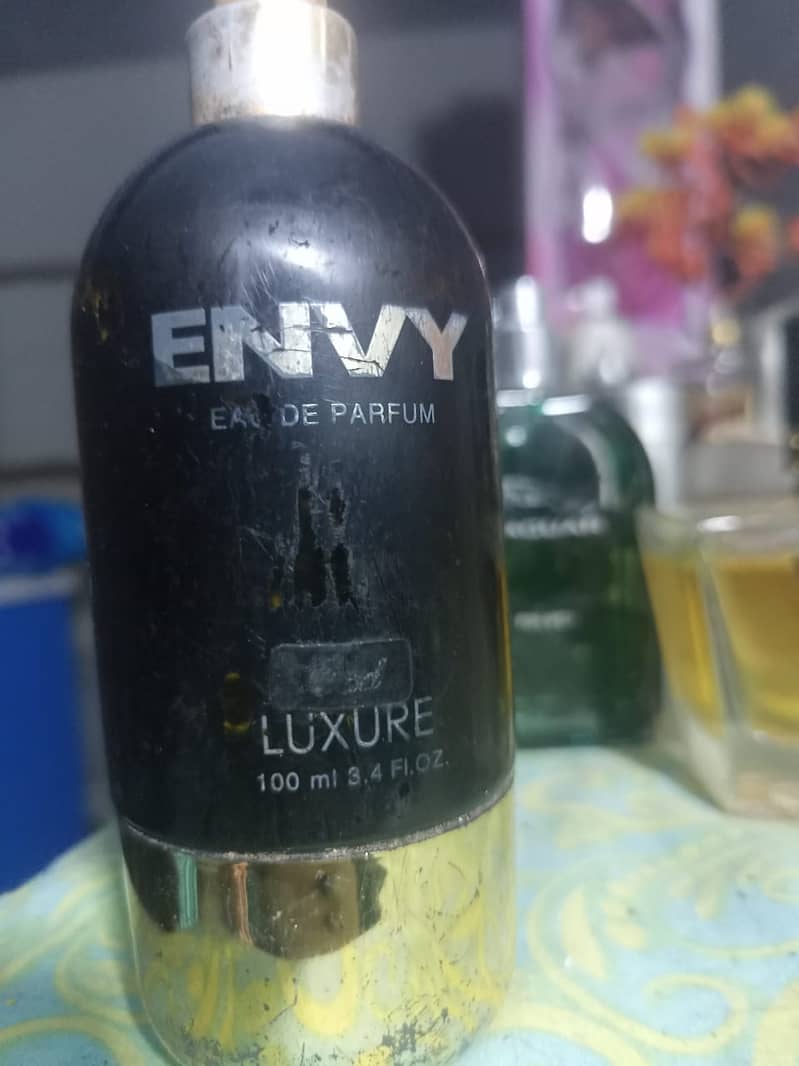 ENVY
EAU DE PARFUM
LUXURE
100 ml 3.4 Fl.OZ.